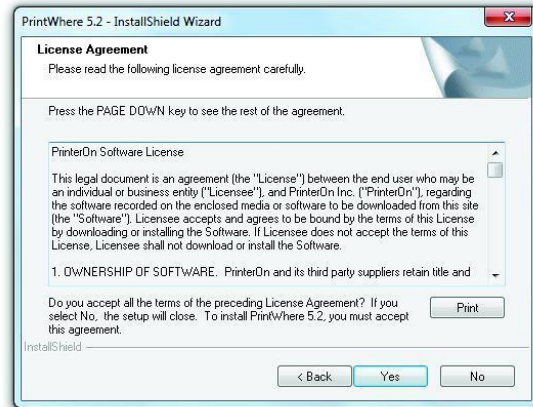 PrintWhere 5.2 - InstallShield Wizard
License Agreement
Please read the following license agreement carefully.
Press the PAGE DOWN key to see the rest of the agreement.
PrinterOn Software License
This legal document is an agreement (the "License") between the end user who may be
an individual or business entity ("Licensee"), and PrinterOn Inc. ("PrinterOn"), regarding
the software recorded on the enclosed media or software to be downloaded from this site
(the "Software"). Licensee accepts and agrees to be bound by the terms of this License
by downloading or installing the Software. If Licensee does not accept the terms of this
License, Licensee shall not download or install the Software.
1. OWNERSHIP OF SOFTWARE. PrinterOn and its third party suppliers retain title and
Do you accept all the terms of the preceding License Agreement? If you
select No, the setup will close. To install PrintWhere 5.2, you must accept
this agreement.
Print
InstallShield
< Back
Yes
No